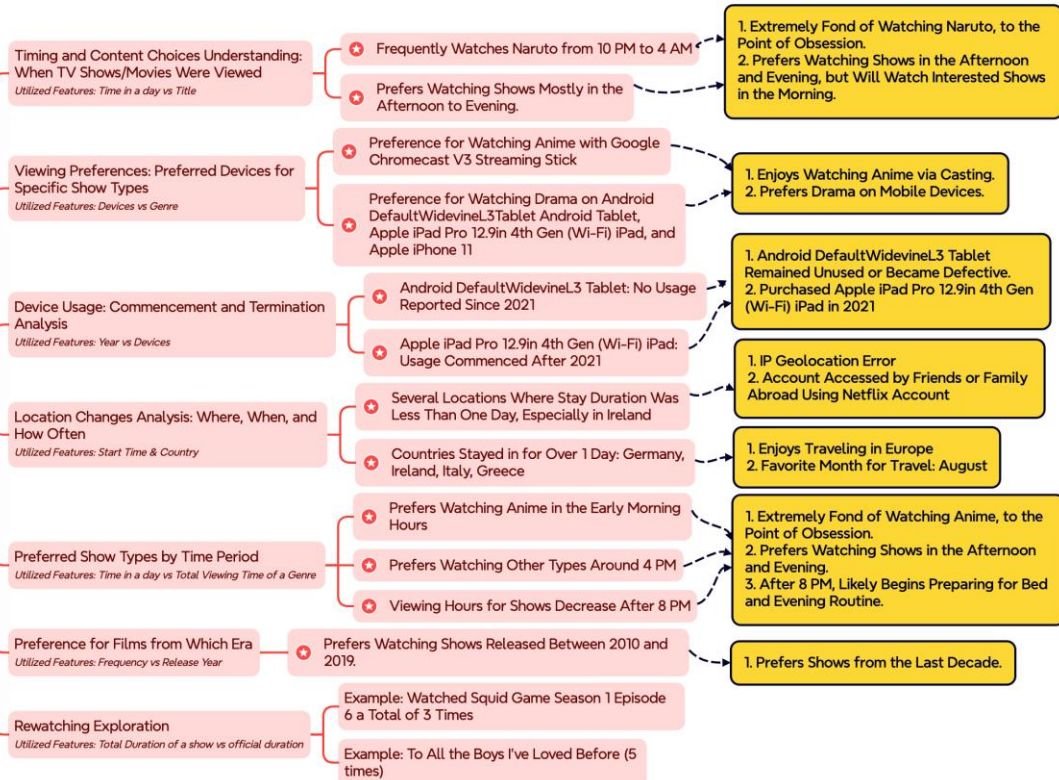 Timing and Content Choices Understanding:
When TV Shows/Movies Were Viewed
Utilized Features: Time in a day vs Title
Frequently Watches Naruto from 10 PM to 4 AM
Prefers Watching Shows Mostly in the
Afternoon to Evening.
1. Extremely Fond of Watching Naruto, to the
Point of Obsession.
2. Prefers Watching Shows in the Afternoon
and Evening, but Will Watch Interested Shows
in the Morning.
Viewing Preferences: Preferred Devices for
Specific Show Types
Utilized Features: Devices vs Genre
Preference for Watching Anime with Google
Chromecast V3 Streaming Stick
Preference for Watching Drama on Android
DefaultWidevineL3Tablet Android Tablet,
Apple iPad Pro 12.9in 4th Gen (Wi-Fi) iPad, and
Apple iPhone 11
1. Enjoys Watching Anime via Casting.
2. Prefers Drama on Mobile Devices.
Device Usage: Commencement and Termination
Analysis
Utilized Features: Year vs Devices
Android DefaultWidevineL3 Tablet: No Usage
Reported Since 2021
Apple iPad Pro 12.9in 4th Gen (Wi-Fi) iPad:
Usage Commenced After 2021
1. Android DefaultWidevineL3 Tablet
Remained Unused or Became Defective.
2. Purchased Apple iPad Pro 12.9in 4th Gen
(Wi-Fi) iPad in 2021
Location Changes Analysis: Where, When, and
How Often
Utilized Features: Start Time & Country
Several Locations Where Stay Duration Was
Less Than One Day, Especially in Ireland
Countries Stayed in for Over 1 Day: Germany,
Ireland, Italy, Greece
1. IP Geolocation Error
2. Account Accessed by Friends or Family
Abroad Using Netflix Account
1. Enjoys Traveling in Europe
2. Favorite Month for Travel: August
Preferred Show Types by Time Period
Utilized Features: Time in a day vs Total Viewing Time of a Genre
Prefers Watching Anime in the Early Morning
Hours
Prefers Watching Other Types Around 4 PM
Viewing Hours for Shows Decrease After 8 PM
1. Extremely Fond of Watching Anime, to the
Point of Obsession.
2. Prefers Watching Shows in the Afternoon
and Evening.
3. After 8 PM, Likely Begins Preparing for Bed
and Evening Routine.
Preference for Films from Which Era
Utilized Features: Frequency vs Release Year
Prefers Watching Shows Released Between 2010 and
2019.
1. Prefers Shows from the Last Decade.
Rewatching Exploration
Utilized Features: Total Duration of a show vs official duration
Example: Watched Squid Game Season 1 Episode
6 a Total of 3 Times
Example: To All the Boys I've Loved Before (5
times)